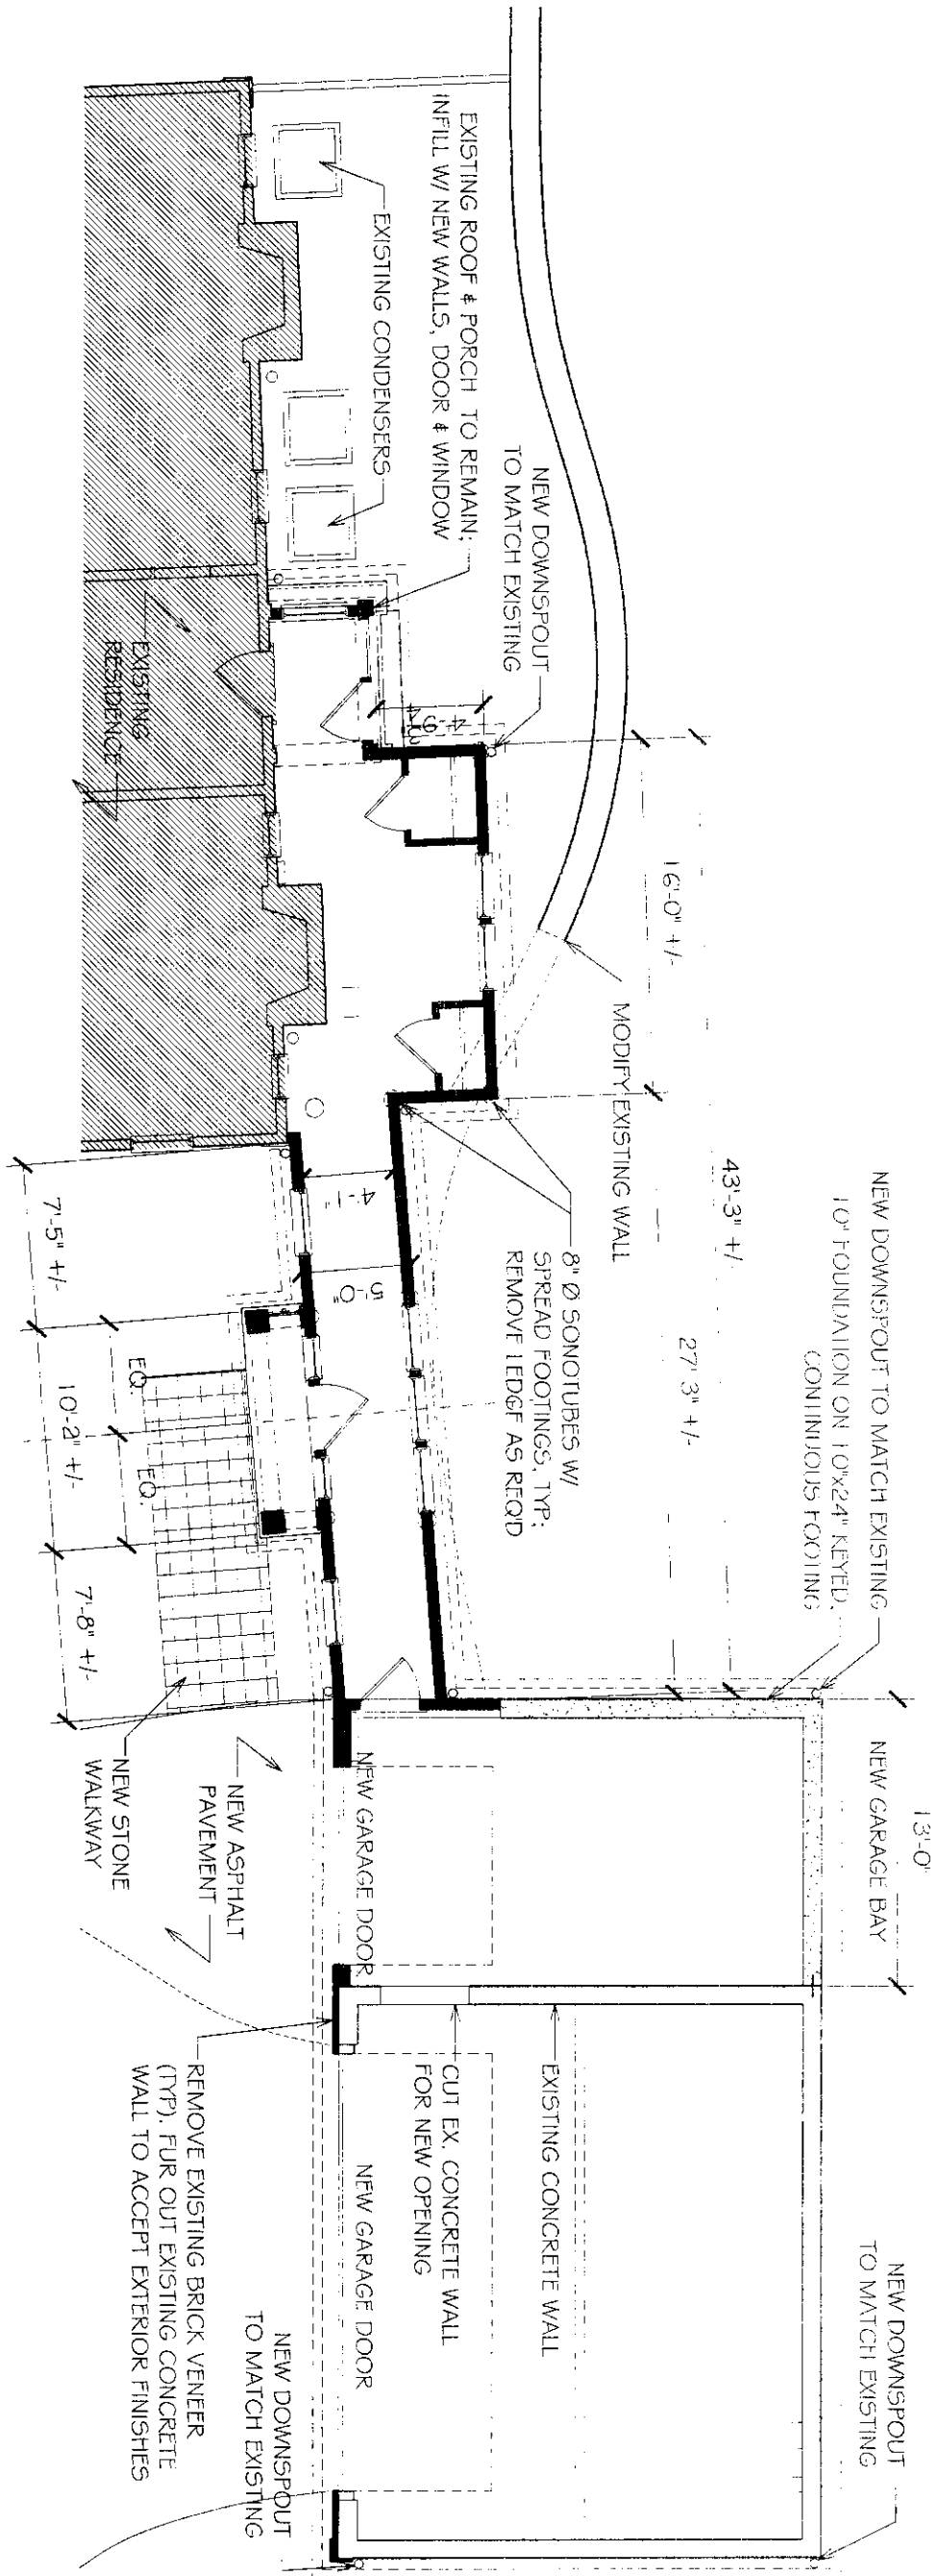 EXISTING ROOF & PORCH TO REMAIN;
INFILL W/ NEW WALLS, DOOR & WINDOW
EXISTING CONDENSERS
NEW DOWNSPOUT
TO MATCH EXISTING
EXISTING
RESIDENCE
4'-9"
16'-0" +/-
43'-3" +/
27'3" +/-
MODIFY EXISTING WALL
8" Ø SONOTUBES W/
SPREAD FOOTINGS, TYP;
REMOVE LEDGE AS REQ'D
4'-1"
5'-0"
7'-5" +/-
10'-2" +/-
7'-8" +/-
EQ.
EQ.
NEW DOWNSPOUT TO MATCH EXISTING
10" FOUNDATION ON 10"x24" KEYED,
CONTINUOUS FOOTING
NEW STONE
WALKWAY
NEW ASPHALT
PAVEMENT
13'-0"
NEW GARAGE BAY
NEW GARAGE DOOR
EXISTING CONCRETE WALL
CUT EX. CONCRETE WALL
FOR NEW OPENING
NEW GARAGE DOOR
REMOVE EXISTING BRICK VENEER
(TYP). FUR OUT EXISTING CONCRETE
WALL TO ACCEPT EXTERIOR FINISHES
NEW DOWNSPOUT
TO MATCH EXISTING
NEW DOWNSPOUT
TO MATCH EXISTING